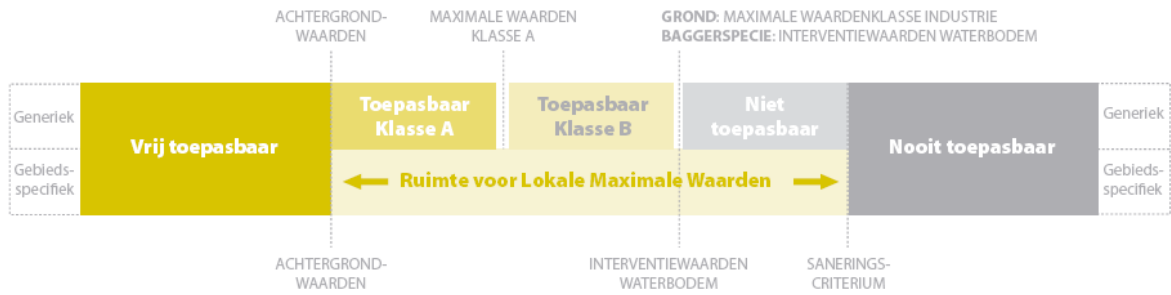 ACHTERGROND-
WAARDEN
MAXIMALE WAARDEN
KLASSE A
GROND: MAXIMALE WAARDENKLASSE INDUSTRIE
BAGGERSPECIE: INTERVENTIEWAARDEN WATERBODEM
Generiek
Vrij toepasbaar
Toepasbaar
Klasse A
Toepasbaar
Klasse B
Niet
toepasbaar
Nooit toepasbaar
Generiek
Gebieds-
specifiek
Ruimte voor Lokale Maximale Waarden
Gebieds-
specifiek
ACHTERGROND-
WAARDEN
INTERVENTIEWAARDEN
WATERBODEM
SANERINGS-
CRITERIUM